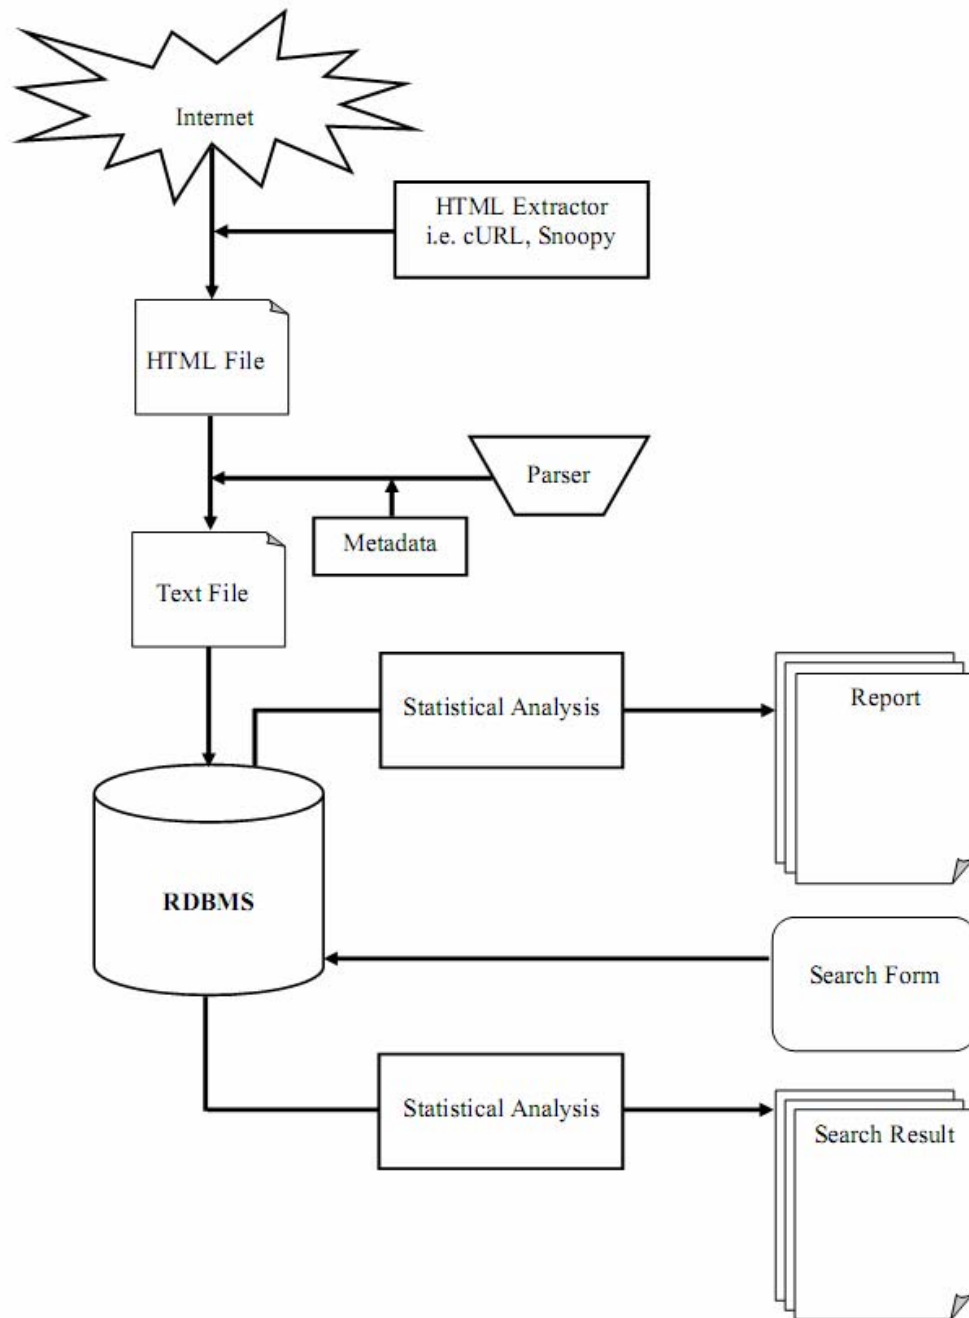 Internet
HTML Extractor
i.e. cURL, Snoopy
HTML File
Parser
Metadata
Text File
Statistical Analysis
Report
RDBMS
Search Form
Statistical Analysis
Search Result